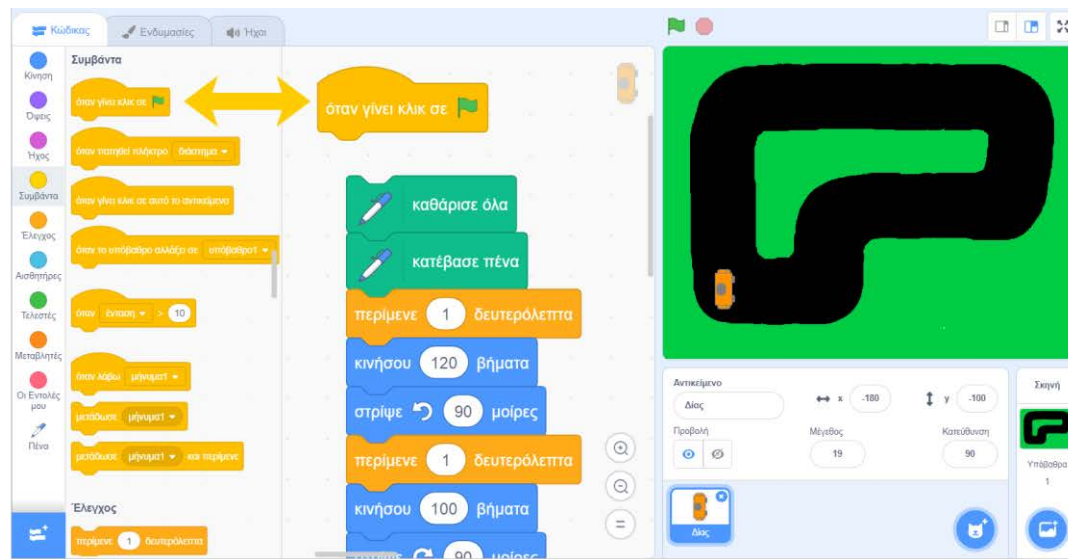 Κώδικας
Ενδυμασίες
Ήχοι
Κίνηση
Όψεις
Ήχος
Συμβάντα
Έλεγχος
Αισθητήρες
Τελεστές
Μεταβλητές
Οι Εντολές
μου
Πένα
Συμβάντα
όταν γίνει κλικ σε
όταν πατηθεί πλήκτρο διάστημα
όταν γίνει κλικ σε αυτό το αντικείμενο
όταν το υπόβαθρο αλλάξει σε υπόβαθρο1
όταν ένταση > 10
όταν λάβω μήνυμα1
μετάδωσε μήνυμα1
μετάδωσε μήνυμα1 και περίμενε
Έλεγχος
περίμενε 1 δευτερόλεπτα
όταν γίνει κλικ σε
καθάρισε όλα
κατέβασε πένα
περίμενε 1 δευτερόλεπτα
κινήσου 120 βήματα
στρίψε 90 μοίρες
περίμενε 1 δευτερόλεπτα
κινήσου 100 βήματα
στρίψε 90 μοίρες
Αντικείμενο
Δίας
x -180
y -100
Προβολή
Μέγεθος
19
Κατεύθυνση
90
Δίας
Σκηνή
Υπόβαθρα
1